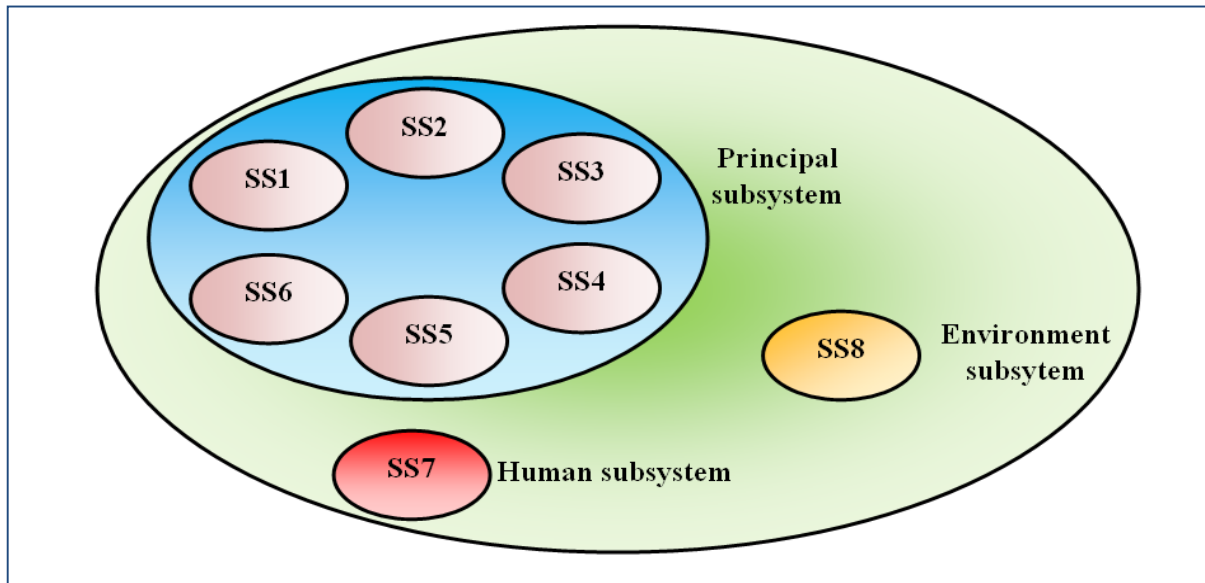 SS2
SS1
SS3
Principal
subsystem
SS6
SS4
SS5
SS8
Environment
subsytem
SS7
Human subsystem